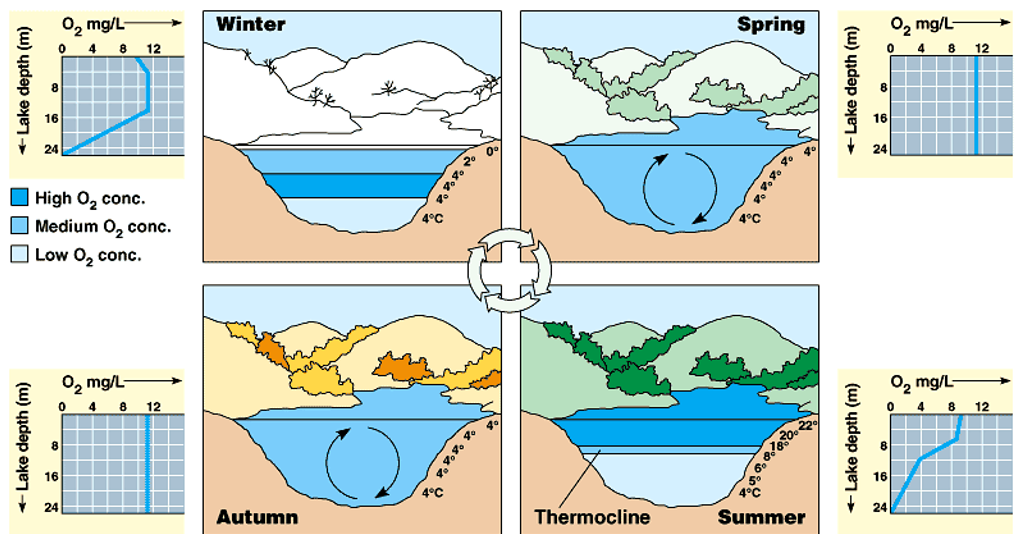 O₂ mg/L
0 4 8 12
Lake depth (m)
8
16
24
Winter
0°
2°
4°
4°
4°
4°C
Spring
4°
4°
4°
4°
4°
4°C
O₂ mg/L
0 4 8 12
Lake depth (m)
8
16
24
High O₂ conc.
Medium O₂ conc.
Low O₂ conc.
O₂ mg/L
0 4 8 12
Lake depth (m)
8
16
24
4°
4°
4°
4°
4°
4°C
Autumn
22°
20°
18°
8°
6°
5°
4°C
Thermocline
Summer
O₂ mg/L
0 4 8 12
Lake depth (m)
8
16
24